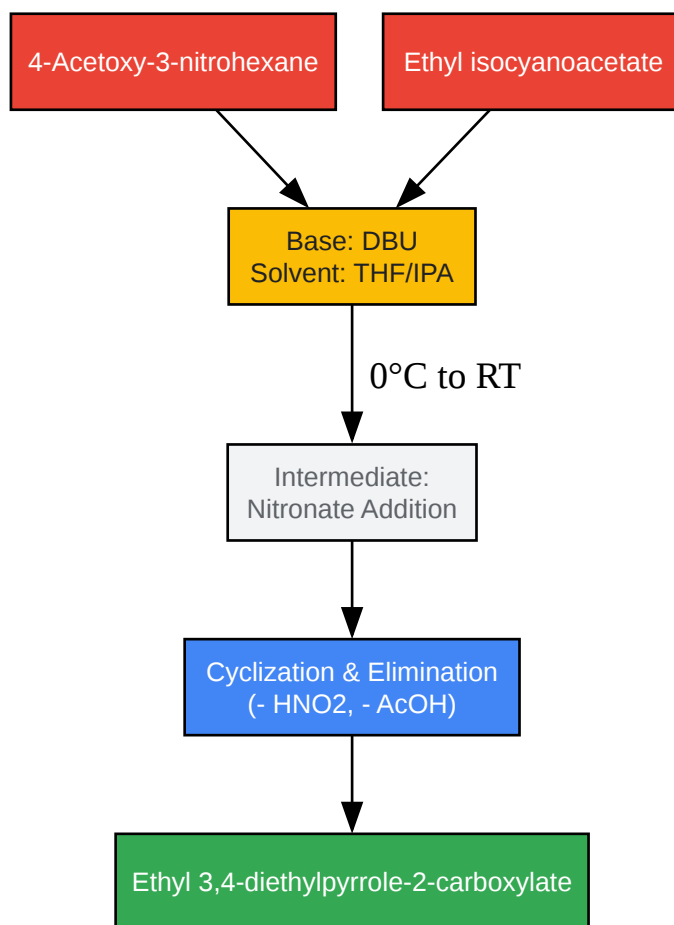 4-Acetoxy-3-nitrohexane
Ethyl isocyanoacetate
Base: DBU
Solvent: THF/IPA
0°C to RT
Intermediate:
Nitronate Addition
Cyclization & Elimination
(- HNO2, - AcOH)
Ethyl 3,4-diethylpyrrole-2-carboxylate